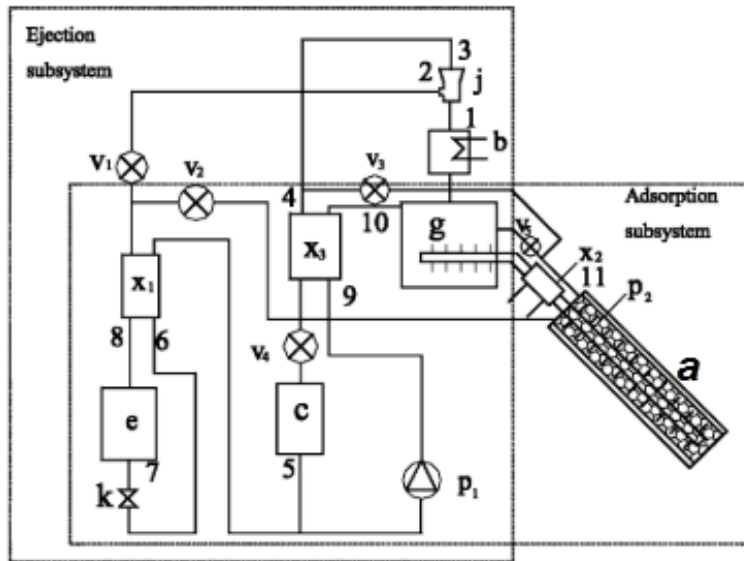 Ejection
subsystem
3
2
j
1
b
v1
v2
v3
4
10
Adsorption
subsystem
g
v5
x3
x2
11
p2
x1
9
8
6
v4
a
e
c
7
5
k
p1